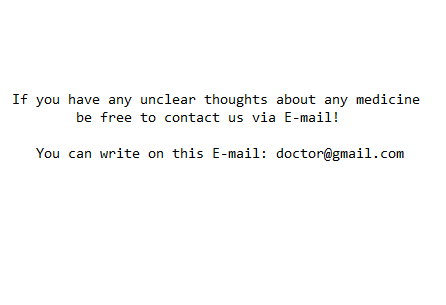 If you have any unclear thoughts about any medicine
be free to contact us via E-mail!
You can write on this E-mail: doctor@gmail.com